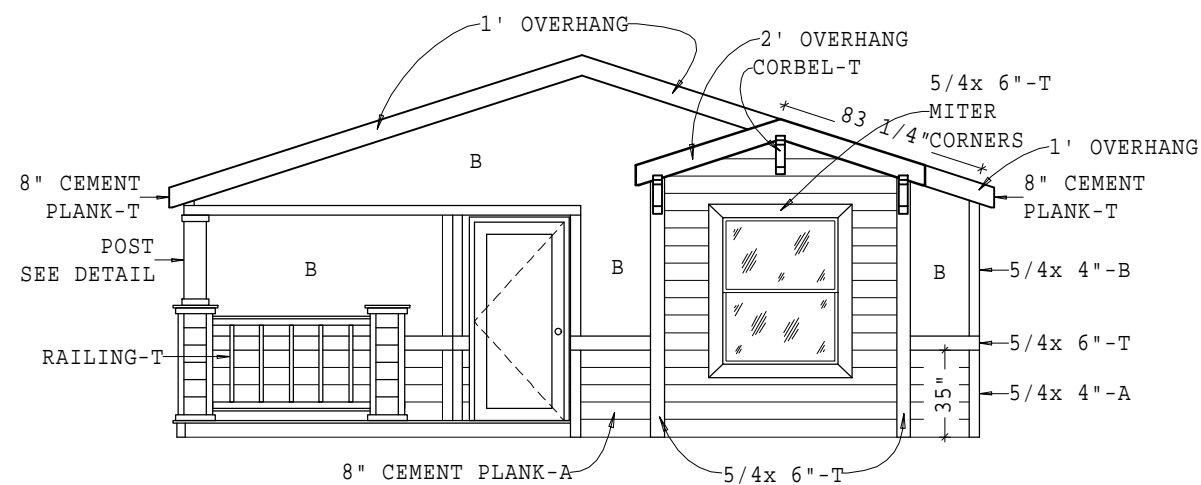 1' OVERHANG
2' OVERHANG
CORBEL-T
5/4x 6"-T
MITER
CORNERS
83 1/4"
1' OVERHANG
8" CEMENT
PLANK-T
8" CEMENT
PLANK-T
B
POST
SEE DETAIL
B
B
B
5/4x 4"-B
RAILING-T
5/4x 6"-T
35"
5/4x 4"-A
8" CEMENT PLANK-A
5/4x 6"-T